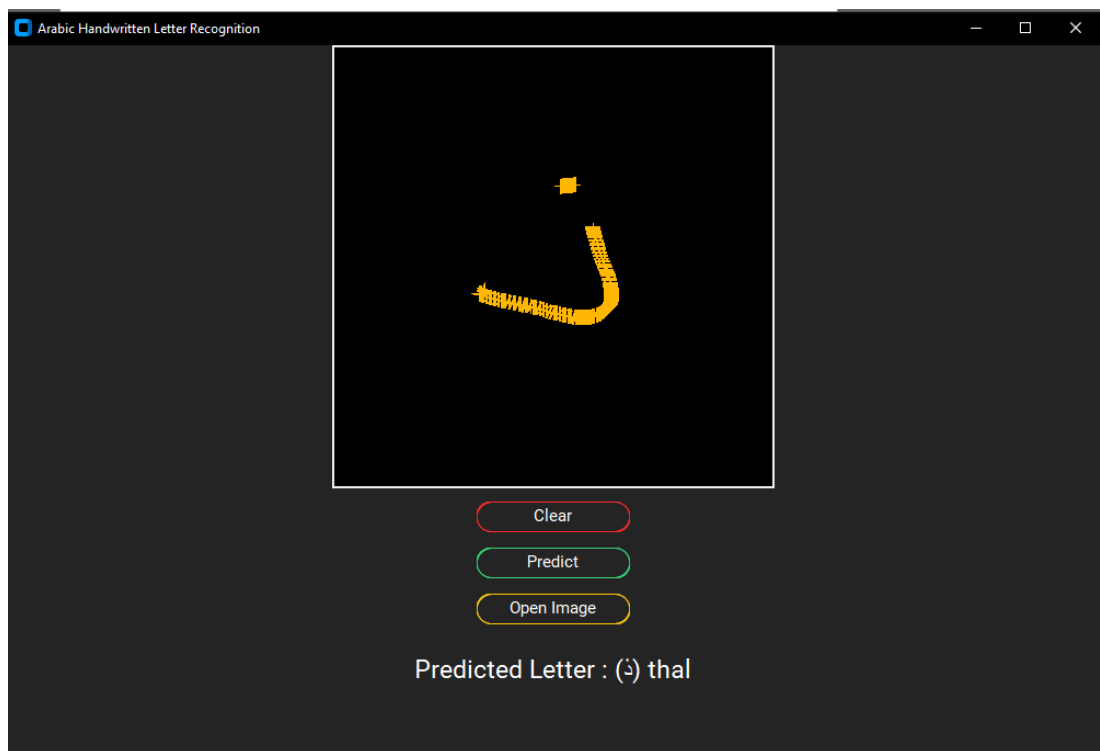 Arabic Handwritten Letter Recognition
ذ
Clear
Predict
Open Image
Predicted Letter : (ذ) thal